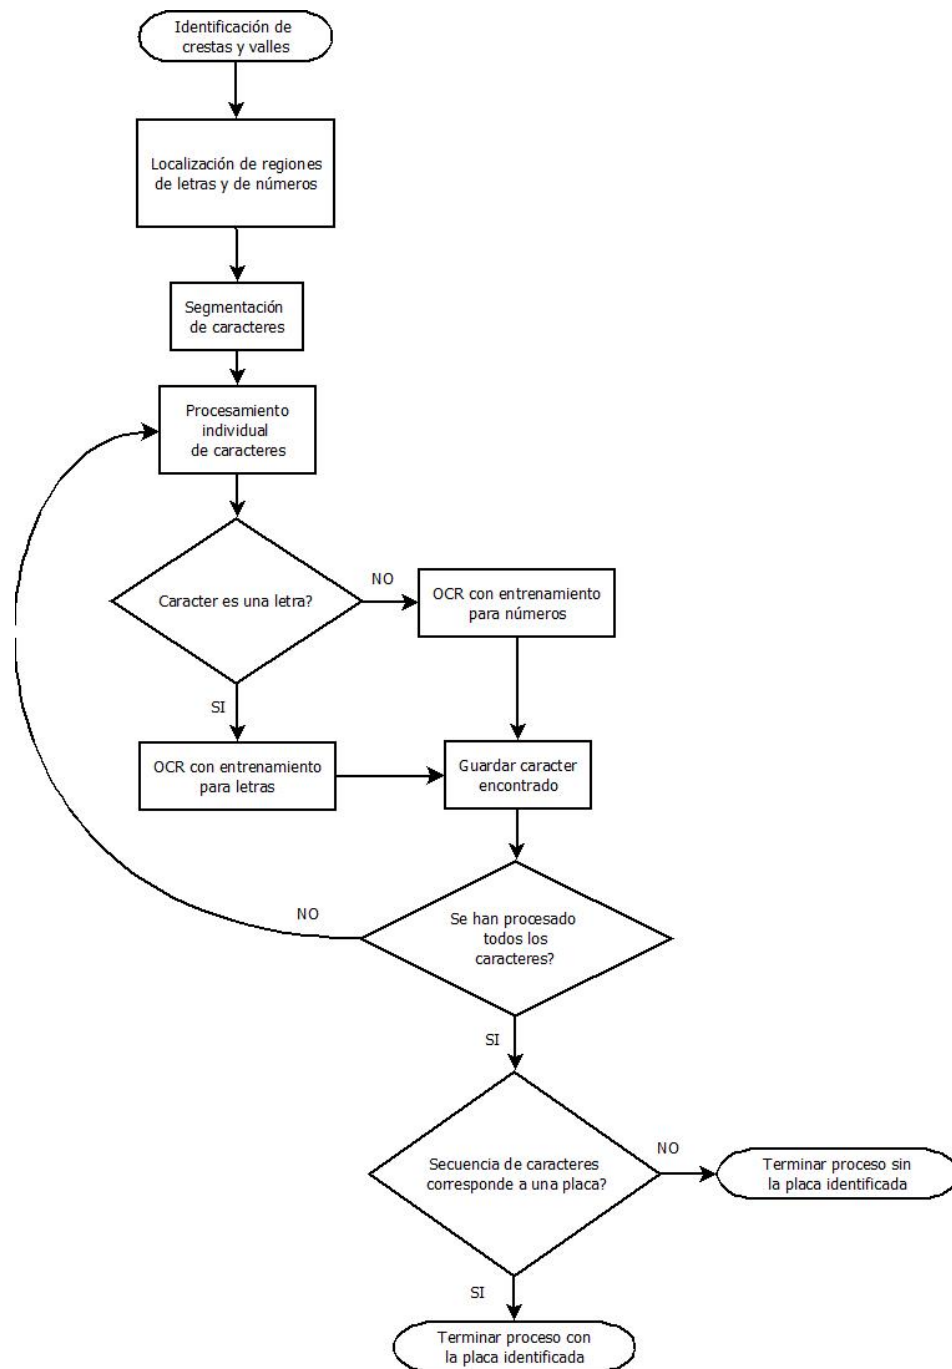 Identificación de
crestas y valles
Localización de regiones
de letras y de números
Segmentación
de caracteres
Procesamiento
individual
de caracteres
Caracter es una letra?
NO
OCR con entrenamiento
para números
SI
OCR con entrenamiento
para letras
Guardar caracter
encontrado
Se han procesado
todos los
caracteres?
NO
SI
Secuencia de caracteres
corresponde a una placa?
NO
Terminar proceso sin
la placa identificada
SI
Terminar proceso con
la placa identificada